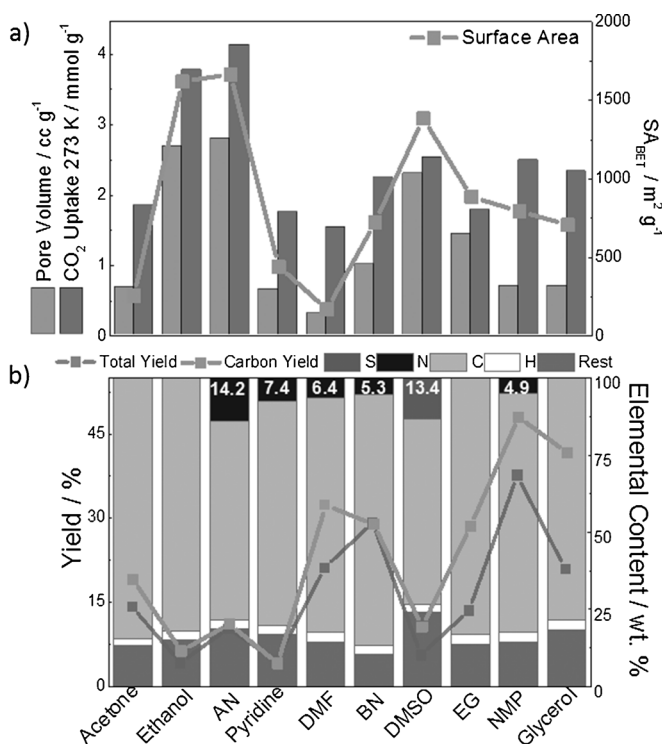 a)
Surface Area
Pore Volume / cc g-1
CO2 Uptake 273 K / mmol g-1
4
3
2
1
0
2000
1500
1000
500
0
SABET / m2 g-1
Total Yield
Carbon Yield
S
N
C
H
Rest
b)
14.2
7.4
6.4
5.3
13.4
4.9
Yield / %
45
30
15
0
100
75
50
25
0
Elemental Content / wt. %
Acetone
Ethanol
AN
Pyridine
DMF
BN
DMSO
EG
NMP
Glycerol